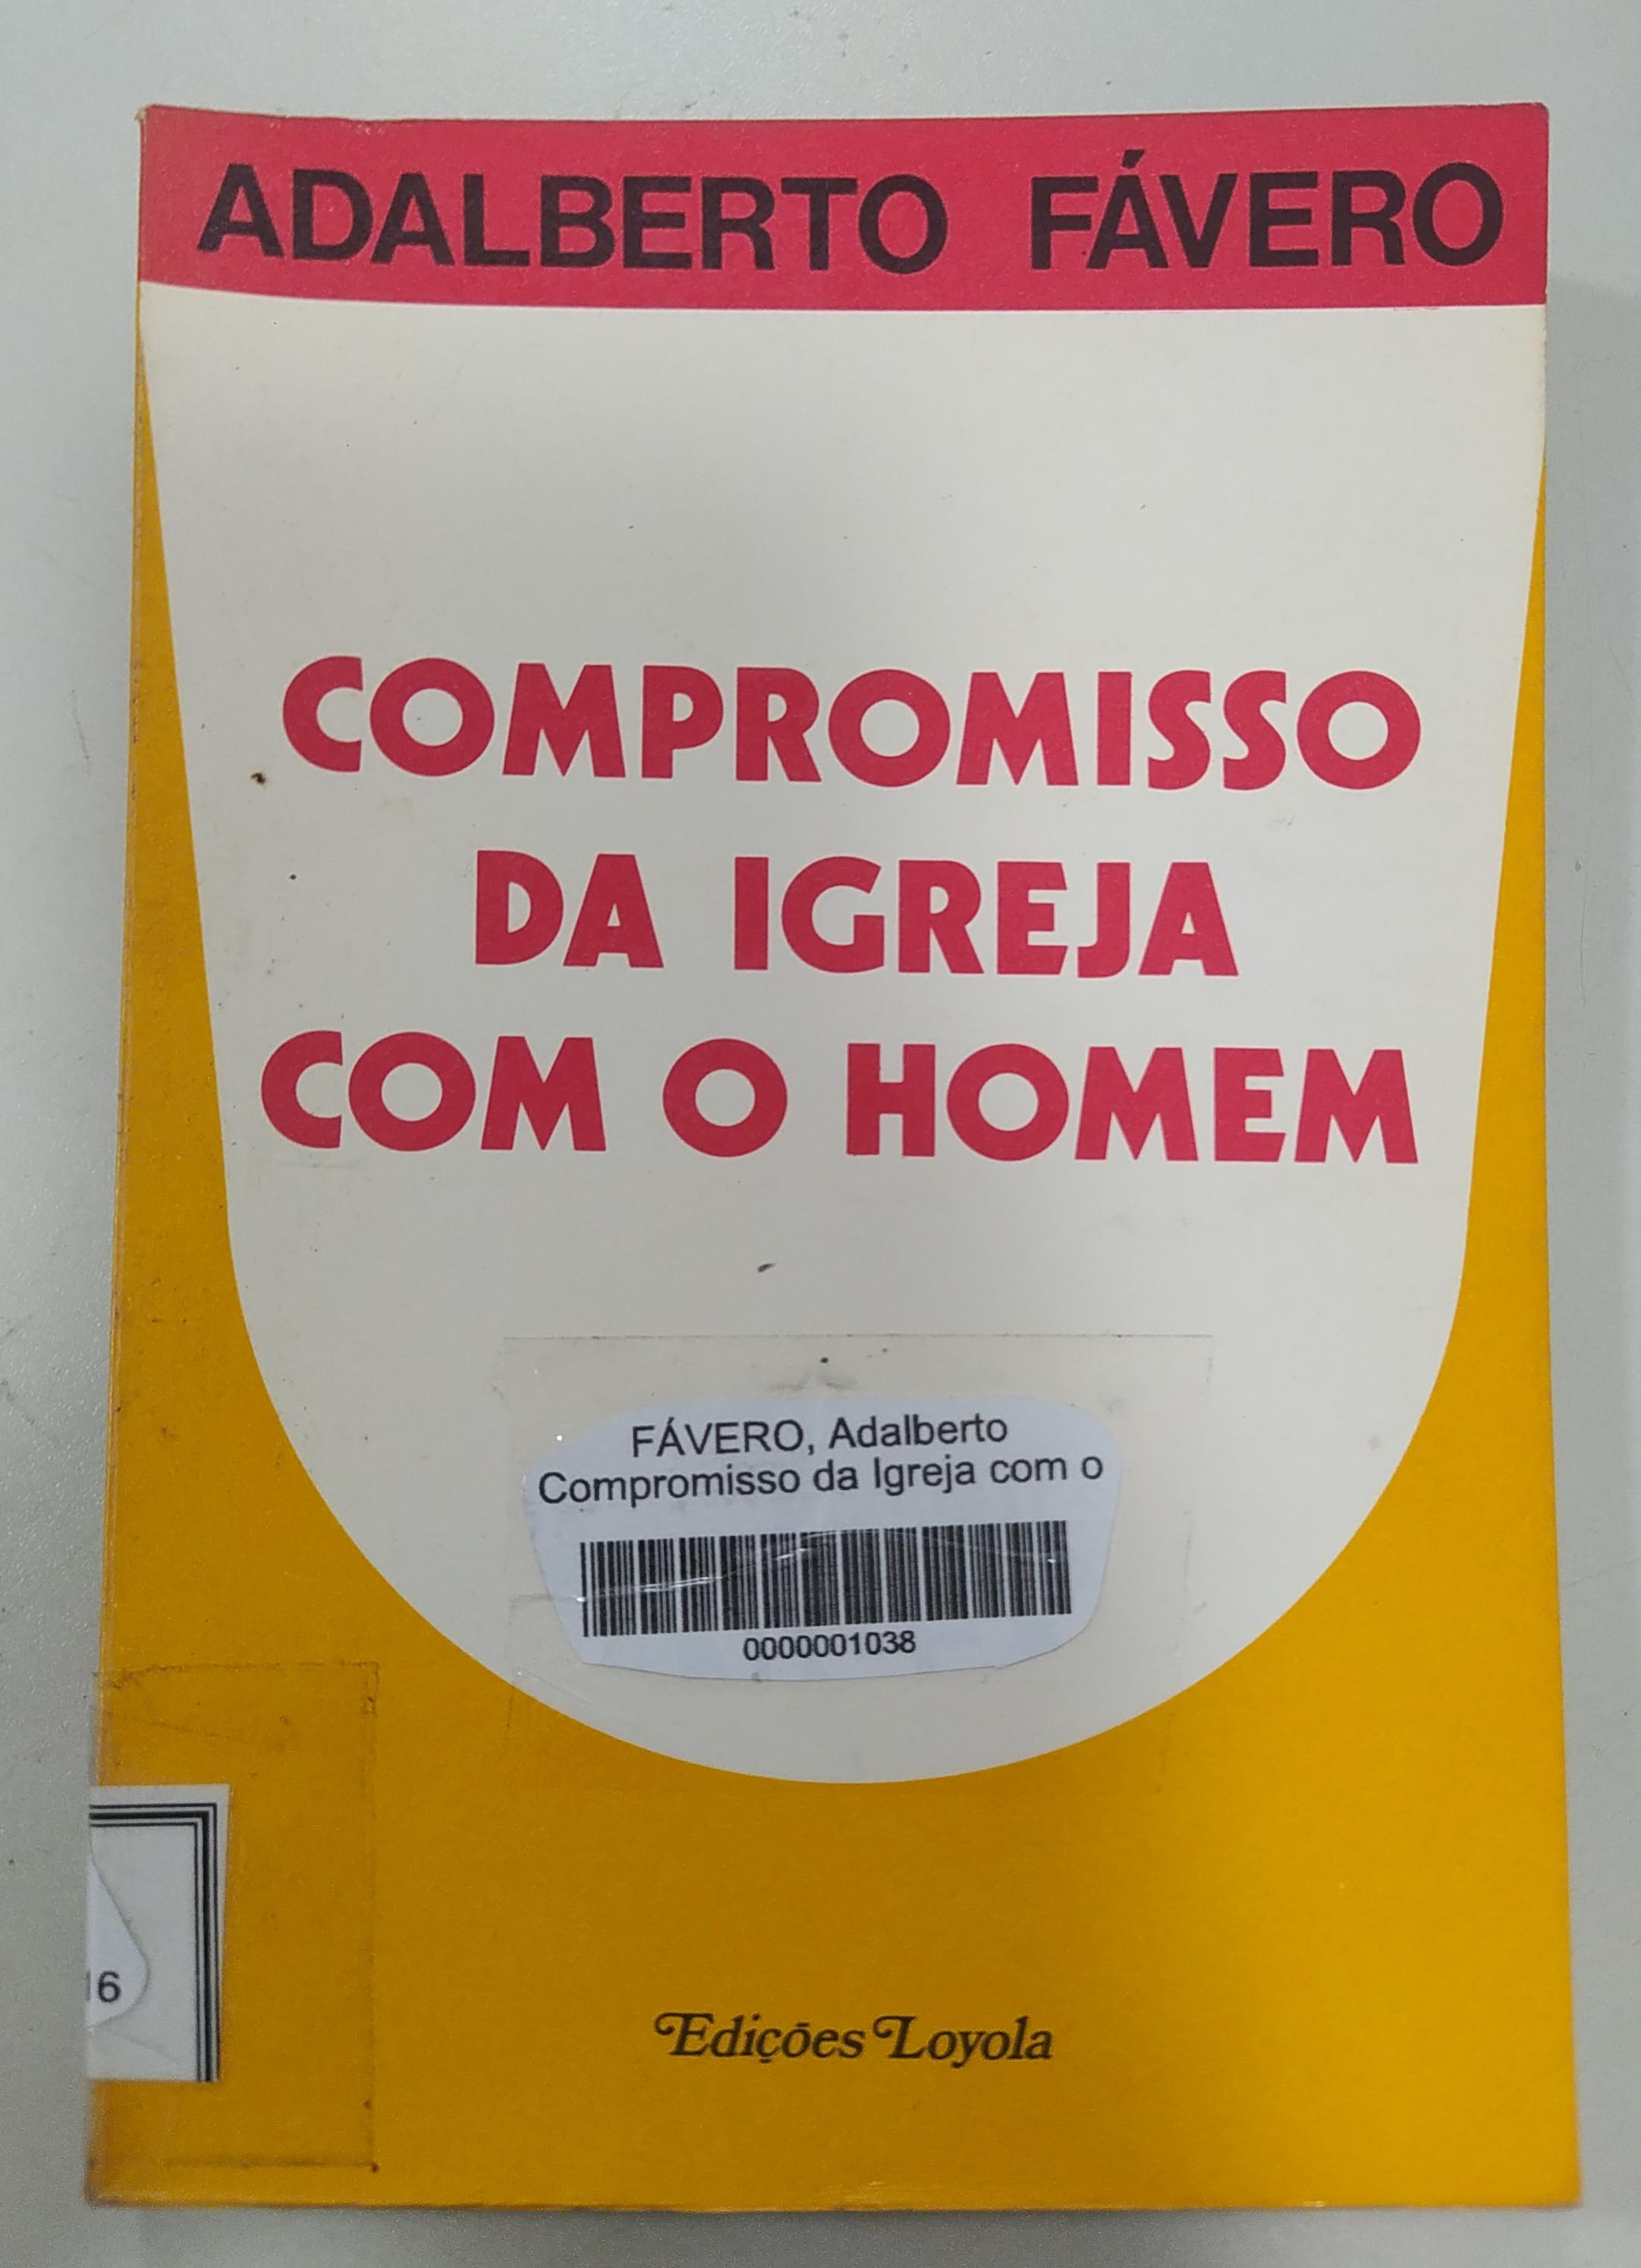 ADALBERTO FÁVERO
COMPROMISSO
DA IGREJA
COM O HOMEM
FÁVERO, Adalberto
Compromisso da Igreja com o
0000001038
16
Edições Loyola